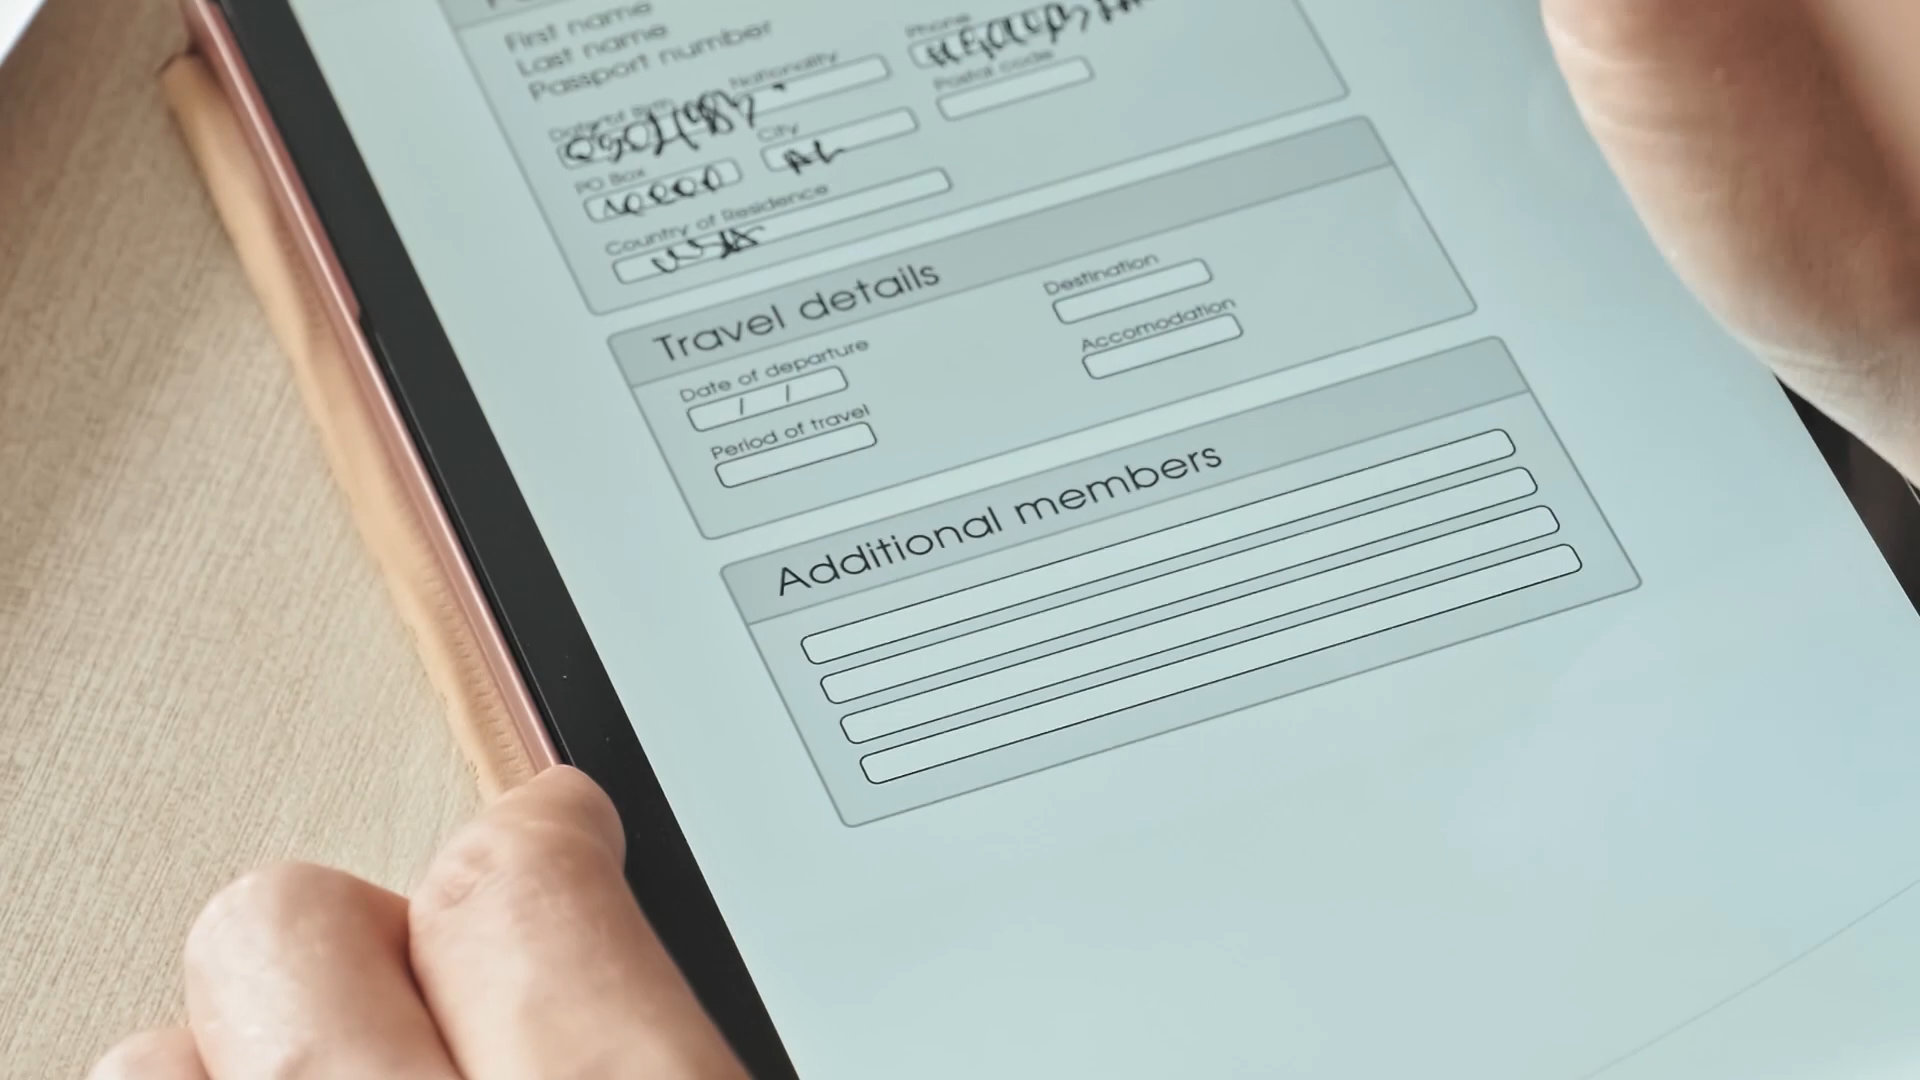 First name
Last name
Passport number
Date of Birth
Nationality
Phone
PO Box
City
Postal code
Country of Residence
USA
Travel details
Date of departure
/ /
Period of travel
Destination
Accomodation
Additional members